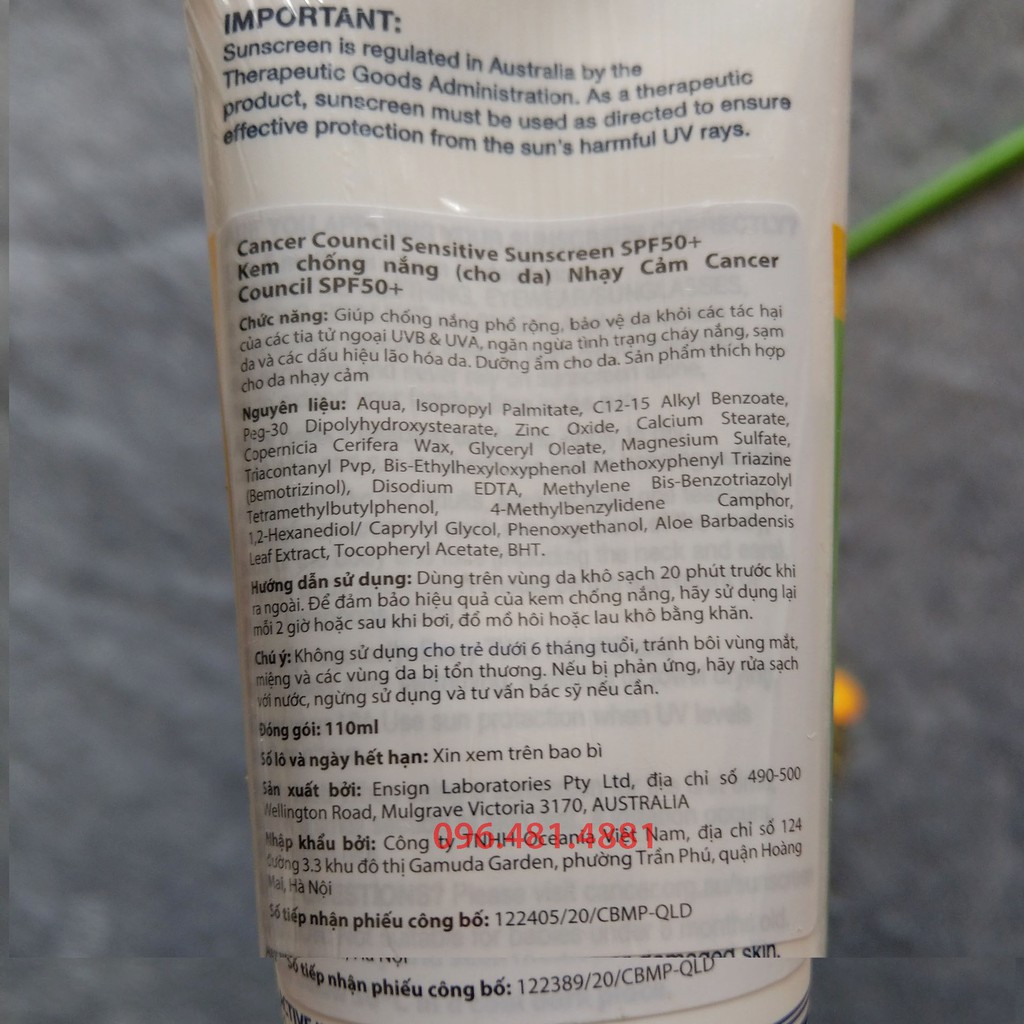 IMPORTANT:
Sunscreen is regulated in Australia by the
Therapeutic Goods Administration. As a therapeutic
product, sunscreen must be used as directed to ensure
effective protection from the sun's harmful UV rays.
Cancer Council Sensitive Sunscreen SPF50+
Kem chống nắng (cho da) Nhạy Cảm Cancer
Council SPF50+
Chức năng: Giúp chống nắng phổ rộng, bảo vệ da khỏi các tác hại
của các tia tử ngoại UVB & UVA, ngăn ngừa tình trạng cháy nắng, sạm
da và các dấu hiệu lão hóa da. Dưỡng ẩm cho da. Sản phẩm thích hợp
cho da nhạy cảm
Nguyên liệu: Aqua, Isopropyl Palmitate, C12-15 Alkyl Benzoate,
Peg-30 Dipolyhydroxystearate, Zinc Oxide, Calcium Stearate,
Copernicia Cerifera Wax, Glyceryl Oleate, Magnesium Sulfate,
Triacontanyl Pvp, Bis-Ethylhexyloxyphenol Methoxyphenyl Triazine
(Bemotrizinol), Disodium EDTA, Methylene Bis-Benzotriazolyl
Tetramethylbutylphenol, 4-Methylbenzylidene Camphor,
1,2-Hexanediol/ Caprylyl Glycol, Phenoxyethanol, Aloe Barbadensis
Leaf Extract, Tocopheryl Acetate, BHT.
Hướng dẫn sử dụng: Dùng trên vùng da khô sạch 20 phút trước khi
ra ngoài. Để đảm bảo hiệu quả của kem chống nắng, hãy sử dụng lại
mỗi 2 giờ hoặc sau khi bơi, đổ mồ hôi hoặc lau khô bằng khăn.
Chú ý: Không sử dụng cho trẻ dưới 6 tháng tuổi, tránh bôi vùng mắt,
miệng và các vùng da bị tổn thương. Nếu bị phản ứng, hãy rửa sạch
với nước, ngừng sử dụng và tư vấn bác sỹ nếu cần.
Đóng gói: 110ml
Số lô và ngày hết hạn: Xin xem trên bao bì
Sản xuất bởi: Ensign Laboratories Pty Ltd, địa chỉ số 490-500
Wellington Road, Mulgrave Victoria 3170, AUSTRALIA
096.481.4881
Nhập khẩu bởi: Công ty TNHH Oceania Việt Nam, địa chỉ số 124
đường 3.3 khu đô thị Gamuda Garden, phường Trần Phú, quận Hoàng
Mai, Hà Nội
Số tiếp nhận phiếu công bố: 122405/20/CBMP-QLD
damaged skin.
Số tiếp nhận phiếu công bố: 122389/20/CBMP-QLD